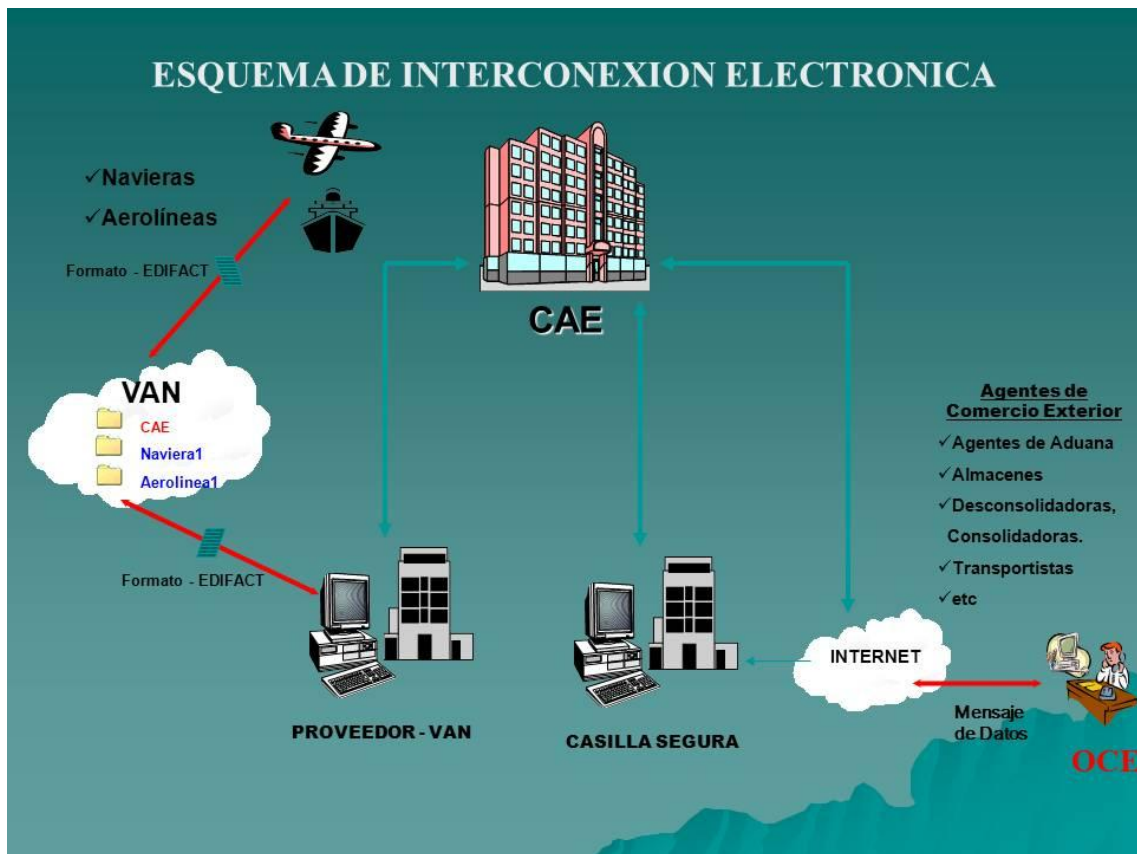 ESQUEMA DE INTERCONEXION ELECTRONICA
✓Navieras
✓Aerolíneas
Formato - EDIFACT
CAE
VAN
CAE
Naviera1
Aerolinea1
Formato - EDIFACT
PROVEEDOR - VAN
CASILLA SEGURA
INTERNET
Agentes de
Comercio Exterior
✓Agentes de Aduana
✓Almacenes
✓Desconsolidadoras,
Consolidadoras.
✓Transportistas
✓etc
Mensaje
de Datos
OCE